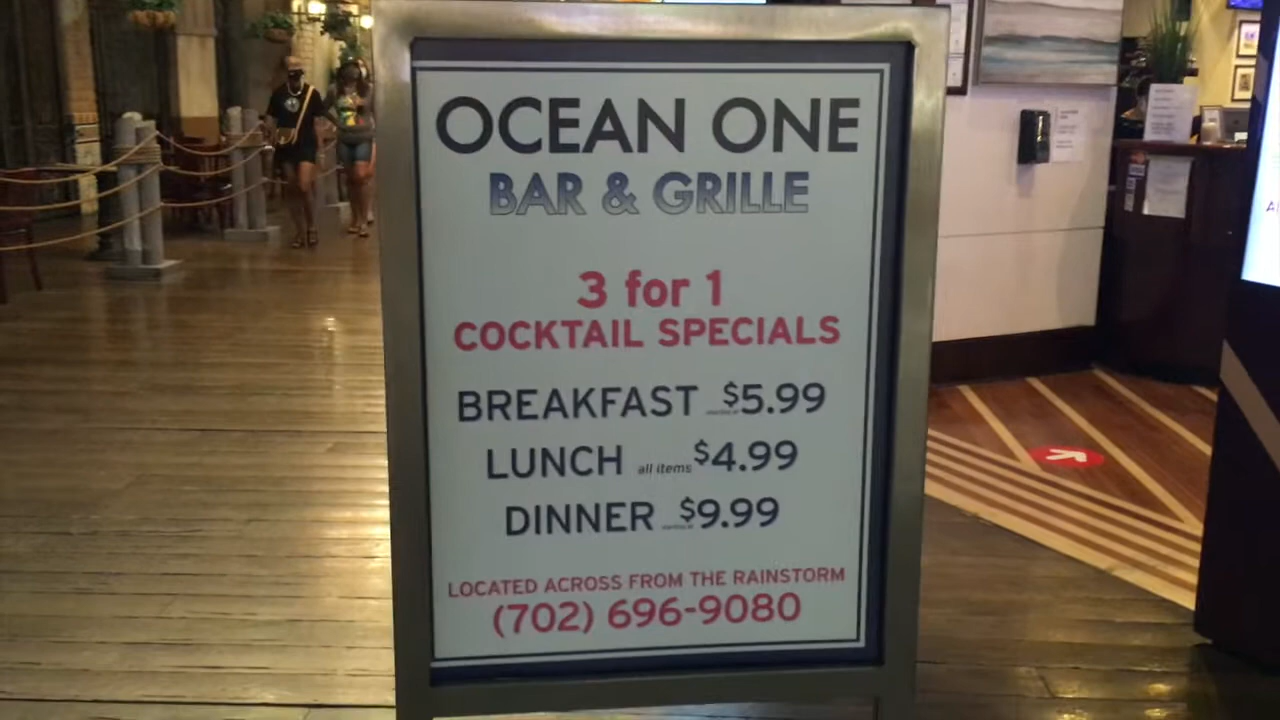 OCEAN ONE
BAR & GRILLE
3 for 1
COCKTAIL SPECIALS
BREAKFAST $5.99
LUNCH all items $4.99
DINNER $9.99
LOCATED ACROSS FROM THE RAINSTORM
(702) 696-9080